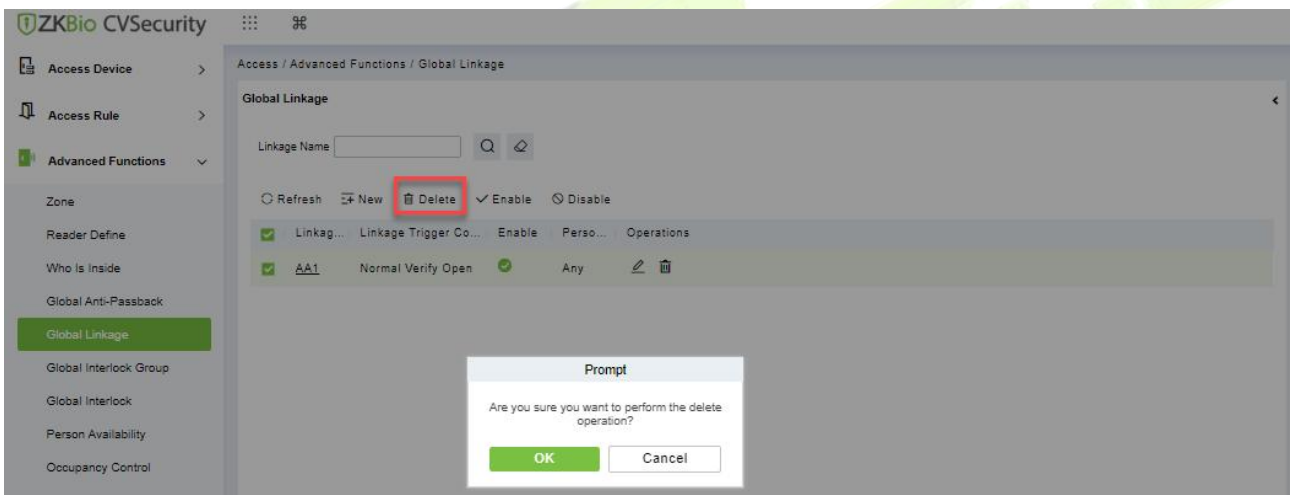 ZKBio CVSecurity
Access Device
Access Rule
Advanced Functions
Zone
Reader Define
Who Is Inside
Global Anti-Passback
Global Linkage
Global Interlock Group
Global Interlock
Person Availability
Occupancy Control
Access / Advanced Functions / Global Linkage
Global Linkage
Linkage Name
Refresh New Delete Enable Disable
Linkag... Linkage Trigger Co... Enable Perso... Operations
AA1 Normal Verify Open Any
Prompt
Are you sure you want to perform the delete
operation?
OK Cancel